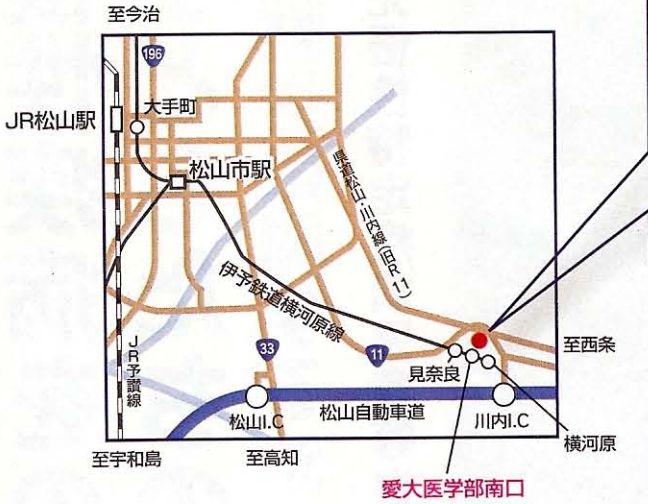 至今治
196
大手町
JR松山駅
松山市駅
県道松山・川内線(旧R11)
伊予鉄道横河原線
JR予讃線
33
11
見奈良
至西条
松山I.C
松山自動車道
川内I.C
横河原
至宇和島
至高知
愛大医学部南口